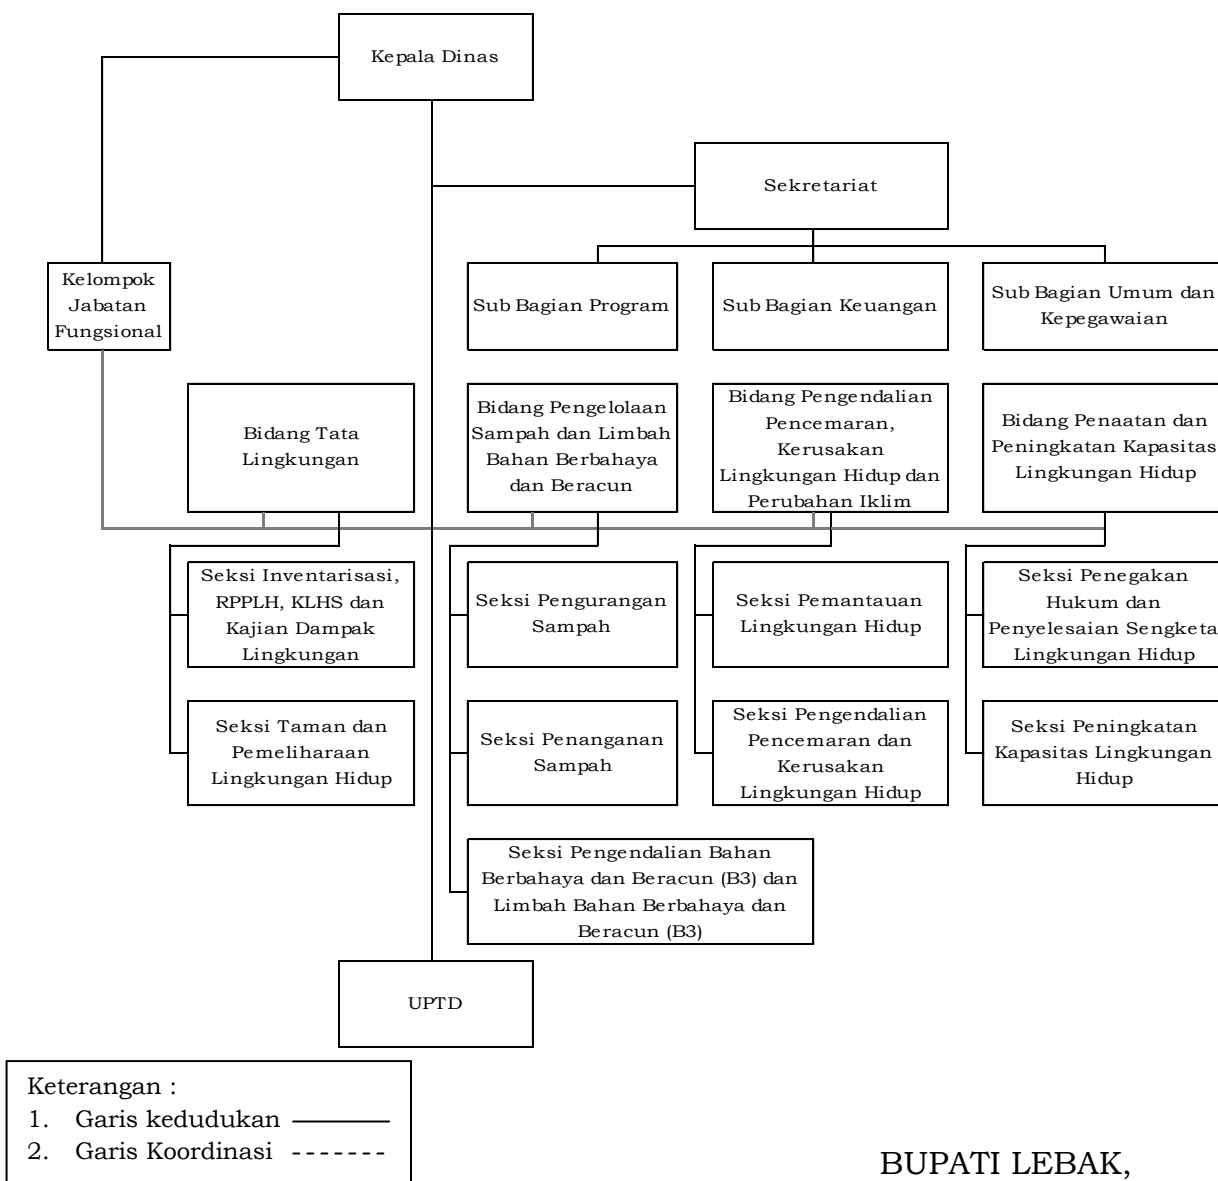 Kepala Dinas
Sekretariat
Kelompok
Jabatan
Fungsional
Sub Bagian Program
Sub Bagian Keuangan
Sub Bagian Umum dan
Kepegawaian
Bidang Tata
Lingkungan
Bidang Pengelolaan
Sampah dan Limbah
Bahan Berbahaya
dan Beracun
Bidang Pengendalian
Pencemaran,
Kerusakan
Lingkungan Hidup dan
Perubahan Iklim
Bidang Penaatan dan
Peningkatan Kapasitas
Lingkungan Hidup
Seksi Inventarisasi,
RPPLH, KLHS dan
Kajian Dampak
Lingkungan
Seksi Pengurangan
Sampah
Seksi Pemantauan
Lingkungan Hidup
Seksi Penegakan
Hukum dan
Penyelesaian Sengketa
Lingkungan Hidup
Seksi Taman dan
Pemeliharaan
Lingkungan Hidup
Seksi Penanganan
Sampah
Seksi Pengendalian
Pencemaran dan
Kerusakan
Lingkungan Hidup
Seksi Peningkatan
Kapasitas Lingkungan
Hidup
Seksi Pengendalian Bahan
Berbahaya dan Beracun (B3) dan
Limbah Bahan Berbahaya dan
Beracun (B3)
UPTD
Keterangan :
1. Garis kedudukan
2. Garis Koordinasi
BUPATI LEBAK,